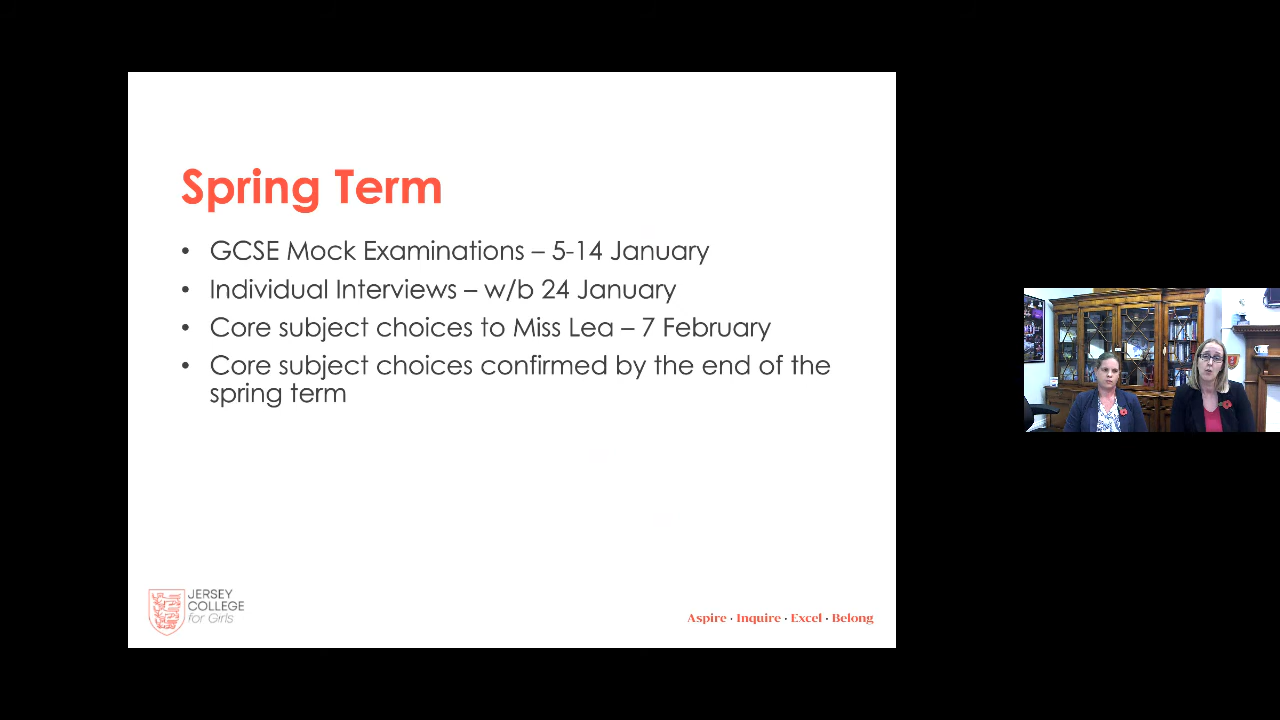 Spring Term
• GCSE Mock Examinations – 5-14 January
• Individual Interviews – w/b 24 January
• Core subject choices to Miss Lea – 7 February
• Core subject choices confirmed by the end of the
spring term
JERSEY
COLLEGE
for Girls
Aspire · Inquire · Excel · Belong